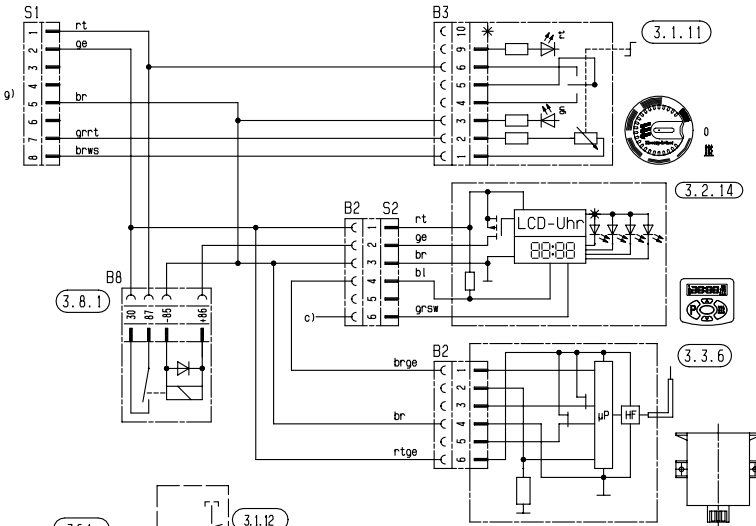 S1
1 rt
2 ge
3
4
g) 5 br
6
7 grrt
8 brws
B3
10
9 rt
6
5
4
3 gn
2
1
3.1.11
0
B2 S2
1 rt
2 ge
3 br
4 bl
5
c) 6 grsw
LCD-Uhr
88:88
3.2.14
P
B8
3.8.1
30 87 -85 +86
B2
brge 1
2
3
br 4
5
rtge 6
µP
HF
3.3.6
3.1.12